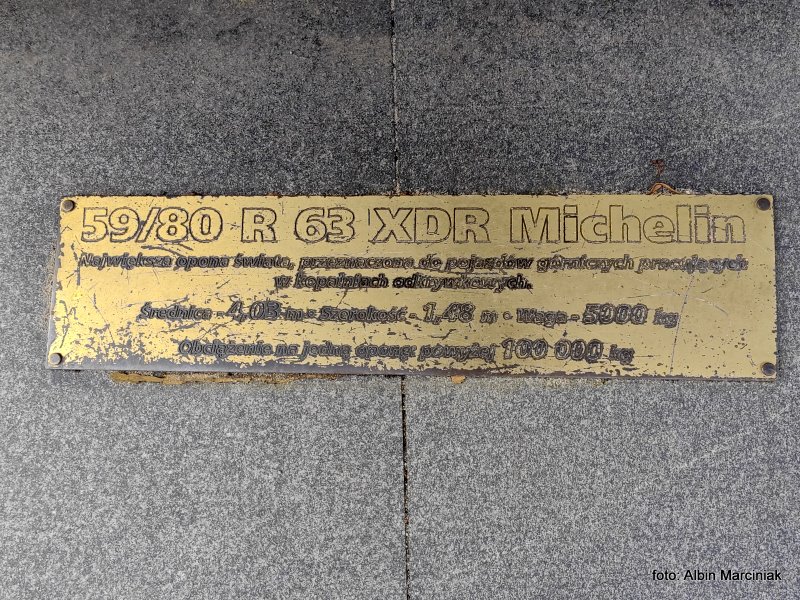 59/80 R 63 XDR Michelin
Największa opona świata, przeznaczona do pojazdów górniczych pracujących
w kopalniach odkrywkowych.
Średnica - 4,03 m - Szerokość - 1,48 m - Waga - 5000 kg
Obciążenie na jedną oponę: powyżej 100 000 kg
foto: Albin Marciniak